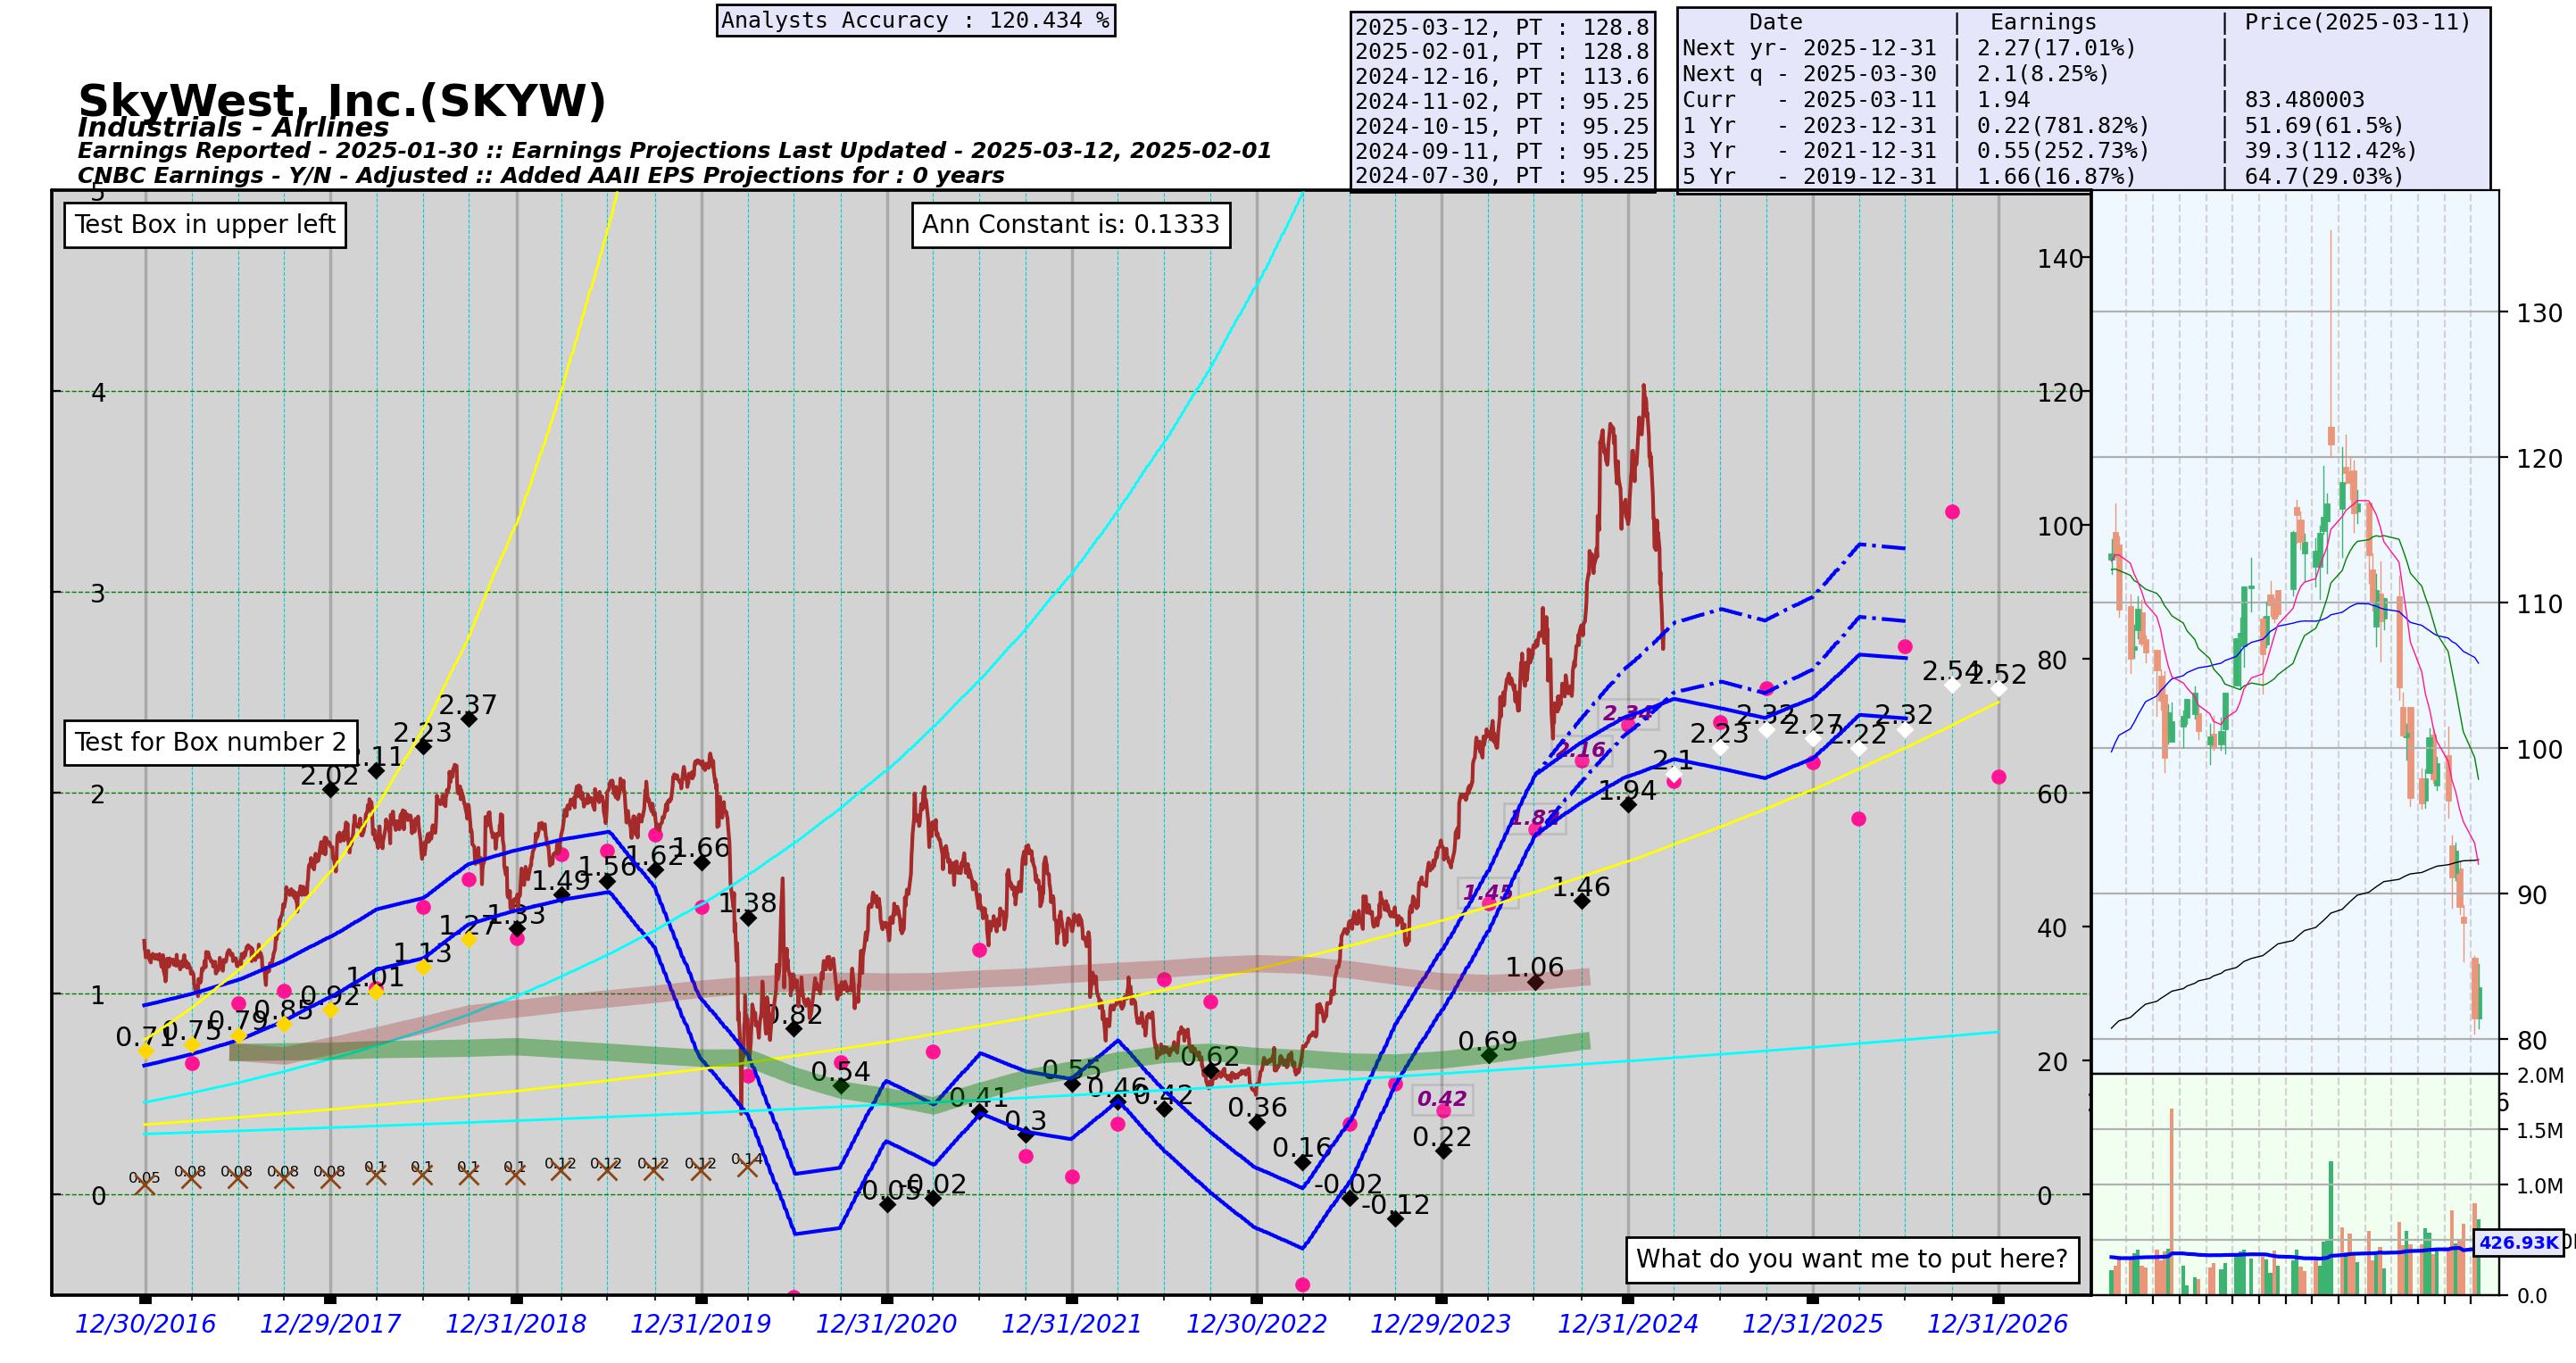 Analysts Accuracy : 120.434 %
2025-03-12, PT : 128.8
2025-02-01, PT : 128.8
2024-12-16, PT : 113.6
2024-11-02, PT : 95.25
2024-10-15, PT : 95.25
2024-09-11, PT : 95.25
2024-07-30, PT : 95.25
Date | Earnings | Price(2025-03-11)
Next yr- 2025-12-31 | 2.27(17.01%) |
Next q - 2025-03-30 | 2.1(8.25%) |
Curr - 2025-03-11 | 1.94 | 83.480003
1 Yr - 2023-12-31 | 0.22(781.82%) | 51.69(61.5%)
3 Yr - 2021-12-31 | 0.55(252.73%) | 39.3(112.42%)
5 Yr - 2019-12-31 | 1.66(16.87%) | 64.7(29.03%)
SkyWest, Inc.(SKYW)
Industrials - Airlines
Earnings Reported - 2025-01-30 :: Earnings Projections Last Updated - 2025-03-12, 2025-02-01
CNBC Earnings - Y/N - Adjusted :: Added AAII EPS Projections for : 0 years
Test Box in upper left
Ann Constant is: 0.1333
Test for Box number 2
What do you want me to put here?
5
4
3
2
1
0
140
120
100
80
60
40
20
0
130
120
110
100
90
80
2.0M
1.5M
1.0M
0.0
426.93K
0.71 0.75 0.79 0.85 0.92 1.01 1.13 1.27 1.33 1.49 1.56 1.62 1.66 1.38 0.82 0.54 -0.05 -0.02 0.41 0.3 0.55 0.46 0.42 0.62 0.36 0.16 -0.02 -0.12 0.22 0.69 1.06 1.46 1.94 2.1 2.23 2.32 2.27 2.22 2.32 2.54 2.52
2.02 2.23 2.37
0.42 1.45 2.16 2.34
0.05 0.08 0.08 0.08 0.08 0.1 0.1 0.1 0.1 0.12 0.12 0.12 0.12 0.14
12/30/2016 12/29/2017 12/31/2018 12/31/2019 12/31/2020 12/31/2021 12/30/2022 12/29/2023 12/31/2024 12/31/2025 12/31/2026